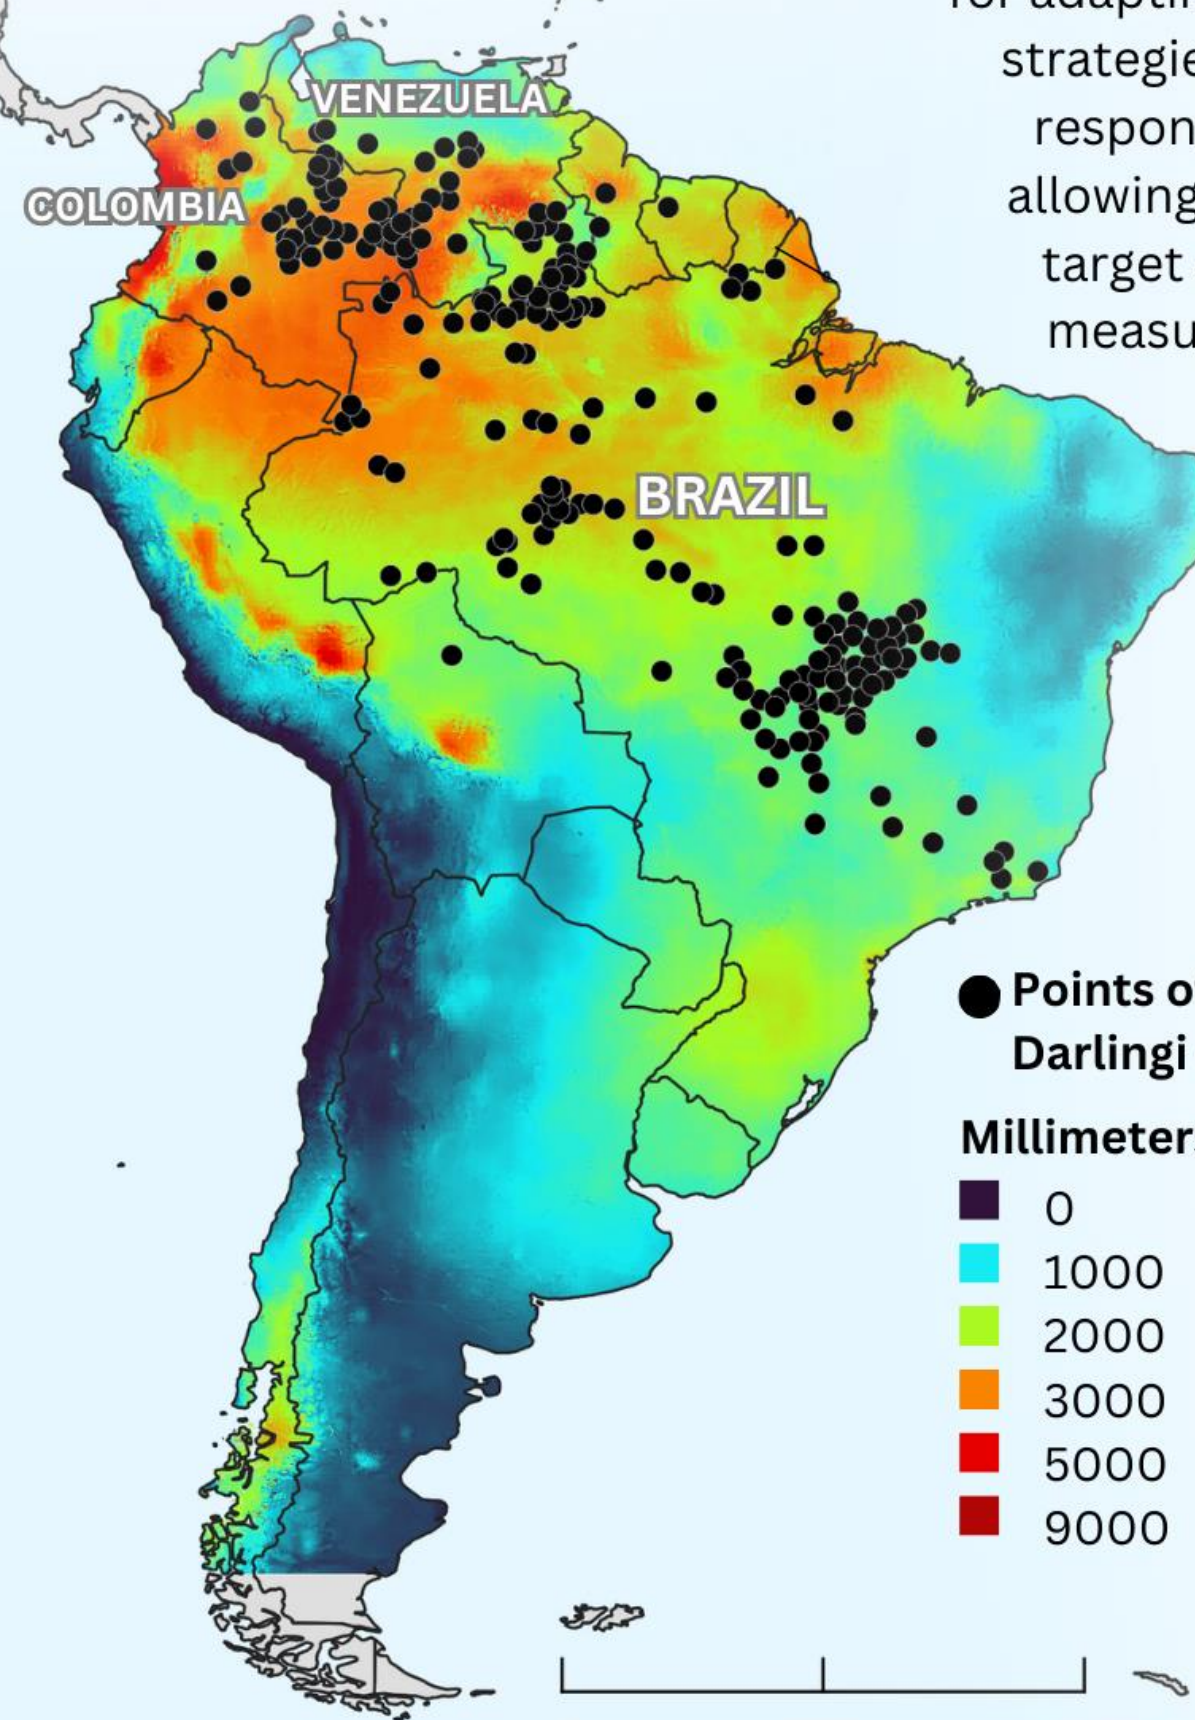 strategie
respon
allowing
target
measu
VENEZUELA
COLOMBIA
BRAZIL
Points o
Darlingi
Millimeter
0
1000
2000
3000
5000
9000